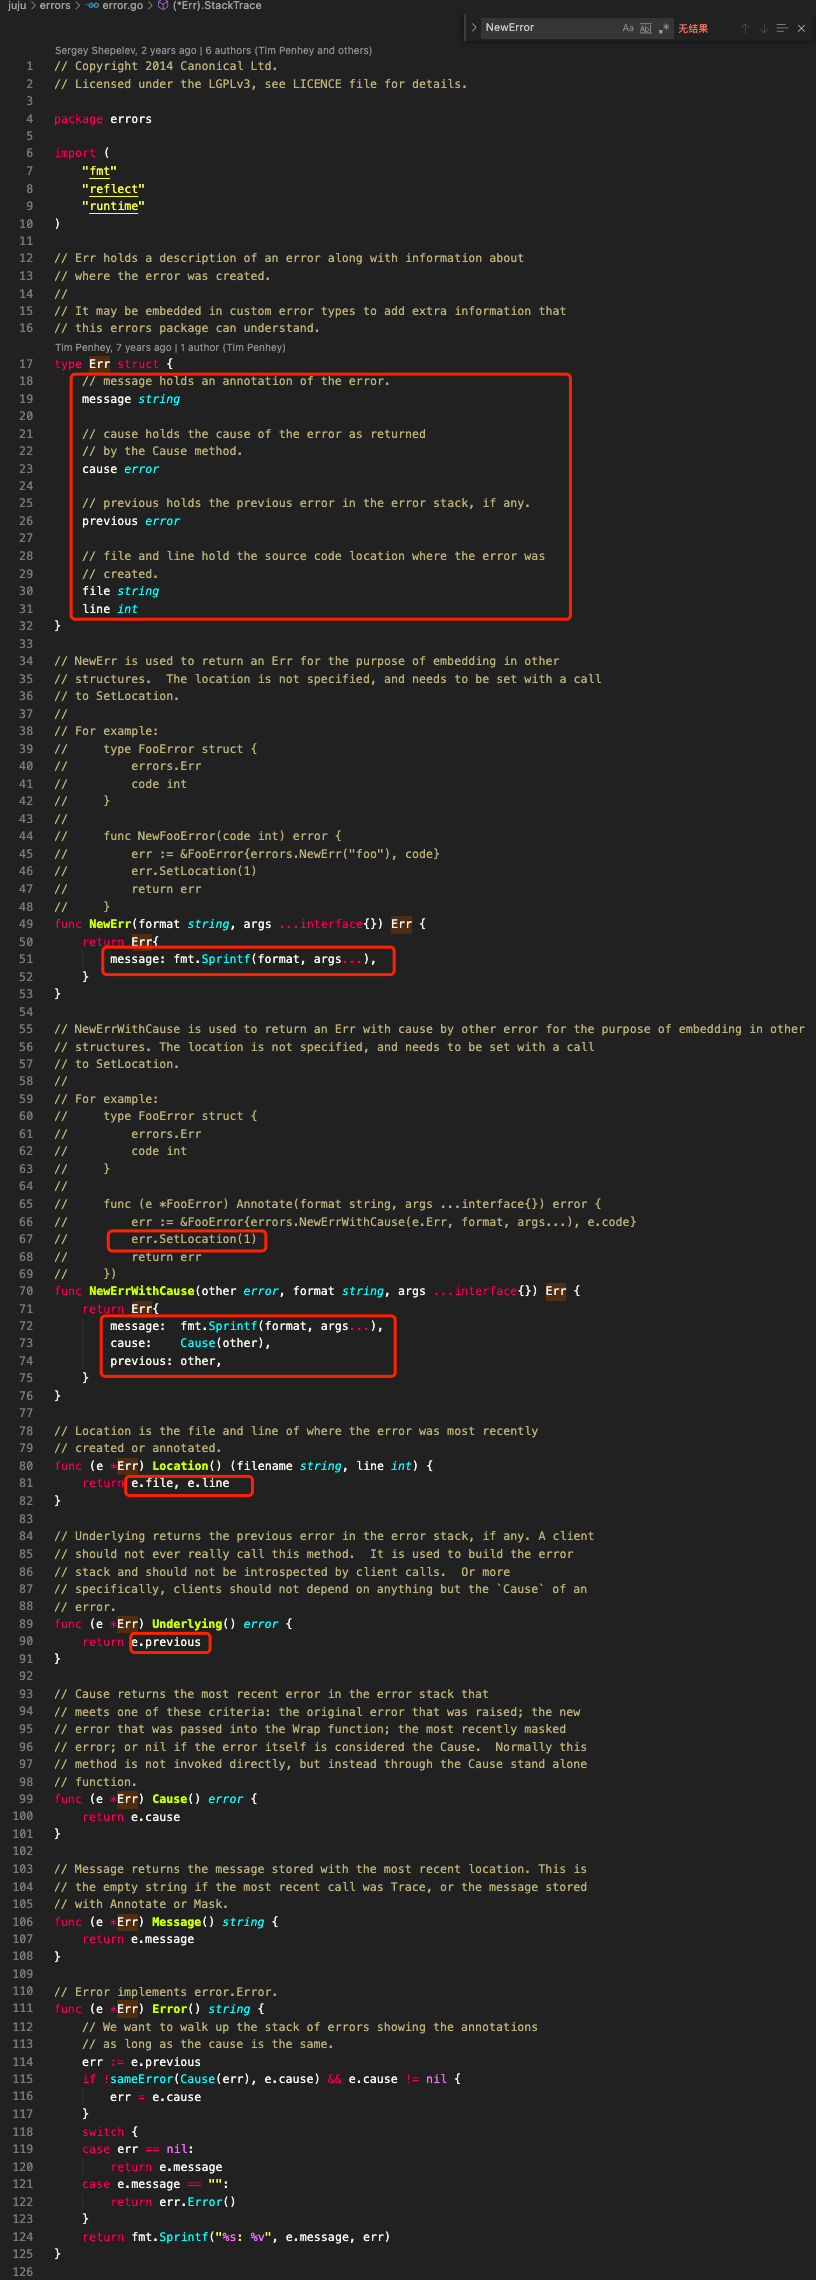 juju > errors > error.go > (*Err).StackTrace
NewError
Aa Ab .* 无结果
Sergey Shepelev, 2 years ago | 6 authors (Tim Penhey and others)
1 // Copyright 2014 Canonical Ltd.
2 // Licensed under the LGPLv3, see LICENCE file for details.
3
4 package errors
5
6 import (
7     "fmt"
8     "reflect"
9     "runtime"
10 )
11
12 // Err holds a description of an error along with information about
13 // where the error was created.
14 //
15 // It may be embedded in custom error types to add extra information that
16 // this errors package can understand.
Tim Penhey, 7 years ago | 1 author (Tim Penhey)
17 type Err struct {
18     // message holds an annotation of the error.
19     message string
20
21     // cause holds the cause of the error as returned
22     // by the Cause method.
23     cause error
24
25     // previous holds the previous error in the error stack, if any.
26     previous error
27
28     // file and line hold the source code location where the error was
29     // created.
30     file string
31     line int
32 }
33
34 // NewErr is used to return an Err for the purpose of embedding in other
35 // structures.  The location is not specified, and needs to be set with a call
36 // to SetLocation.
37 //
38 // For example:
39 //     type FooError struct {
40 //         errors.Err
41 //         code int
42 //     }
43 //
44 //     func NewFooError(code int) error {
45 //         err := &FooError{errors.NewErr("foo"), code}
46 //         err.SetLocation(1)
47 //         return err
48 //     }
49 func NewErr(format string, args ...interface{}) Err {
50     return Err{
51         message: fmt.Sprintf(format, args...),
52     }
53 }
54
55 // NewErrWithCause is used to return an Err with cause by other error for the purpose of embedding in other
56 // structures. The location is not specified, and needs to be set with a call
57 // to SetLocation.
58 //
59 // For example:
60 //     type FooError struct {
61 //         errors.Err
62 //         code int
63 //     }
64 //
65 //     func (e *FooError) Annotate(format string, args ...interface{}) error {
66 //         err := &FooError{errors.NewErrWithCause(e.Err, format, args...), e.code}
67 //         err.SetLocation(1)
68 //         return err
69 //     })
70 func NewErrWithCause(other error, format string, args ...interface{}) Err {
71     return Err{
72         message:  fmt.Sprintf(format, args...),
73         cause:    Cause(other),
74         previous: other,
75     }
76 }
77
78 // Location is the file and line of where the error was most recently
79 // created or annotated.
80 func (e *Err) Location() (filename string, line int) {
81     return e.file, e.line
82 }
83
84 // Underlying returns the previous error in the error stack, if any. A client
85 // should not ever really call this method.  It is used to build the error
86 // stack and should not be introspected by client calls.  Or more
87 // specifically, clients should not depend on anything but the `Cause` of an
88 // error.
89 func (e *Err) Underlying() error {
90     return e.previous
91 }
92
93 // Cause returns the most recent error in the error stack that
94 // meets one of these criteria: the original error that was raised; the new
95 // error that was passed into the Wrap function; the most recently masked
96 // error; or nil if the error itself is considered the Cause.  Normally this
97 // method is not invoked directly, but instead through the Cause stand alone
98 // function.
99 func (e *Err) Cause() error {
100     return e.cause
101 }
102
103 // Message returns the message stored with the most recent location. This is
104 // the empty string if the most recent call was Trace, or the message stored
105 // with Annotate or Mask.
106 func (e *Err) Message() string {
107     return e.message
108 }
109
110 // Error implements error.Error.
111 func (e *Err) Error() string {
112     // We want to walk up the stack of errors showing the annotations
113     // as long as the cause is the same.
114     err := e.previous
115     if !sameError(Cause(err), e.cause) && e.cause != nil {
116         err = e.cause
117     }
118     switch {
119     case err == nil:
120         return e.message
121     case e.message == "":
122         return err.Error()
123     }
124     return fmt.Sprintf("%s: %v", e.message, err)
125 }
126